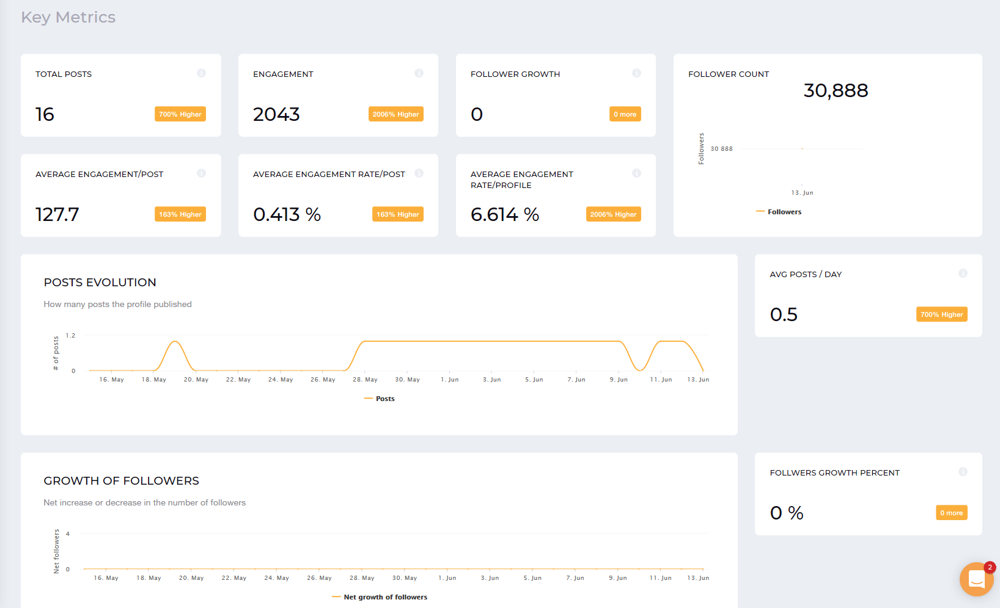 Key Metrics
TOTAL POSTS
16
700% Higher
ENGAGEMENT
2043
2006% Higher
FOLLOWER GROWTH
0
0 more
FOLLOWER COUNT
30,888
Followers
30 888
13. Jun
Followers
AVERAGE ENGAGEMENT/POST
127.7
163% Higher
AVERAGE ENGAGEMENT RATE/POST
0.413 %
163% Higher
AVERAGE ENGAGEMENT
RATE/PROFILE
6.614 %
2006% Higher
POSTS EVOLUTION
How many posts the profile published
# of posts
1.2
0
16. May 18. May 20. May 22. May 24. May 26. May 28. May 30. May 1. Jun 3. Jun 5. Jun 7. Jun 9. Jun 11. Jun 13. Jun
Posts
AVG POSTS / DAY
0.5
700% Higher
GROWTH OF FOLLOWERS
Net increase or decrease in the number of followers
Net followers
4
0
16. May 18. May 20. May 22. May 24. May 26. May 28. May 30. May 1. Jun 3. Jun 5. Jun 7. Jun 9. Jun 11. Jun 13. Jun
Net growth of followers
FOLLWERS GROWTH PERCENT
0 %
0 more
2